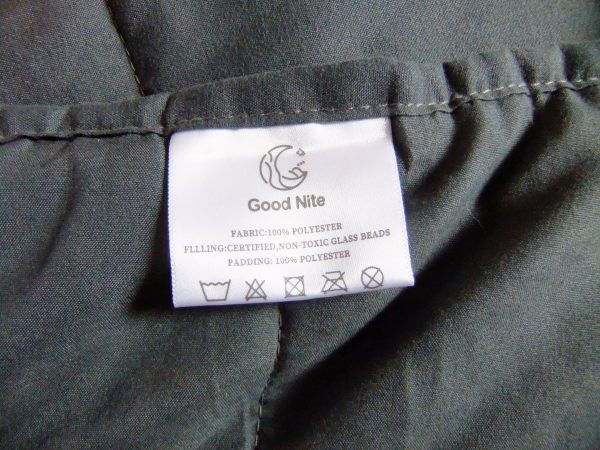 Good Nite
FABRIC:100% POLYESTER
FLLLING:CERTIFIED,NON-TOXIC GLASS BEADS
PADDING: 100% POLYESTER